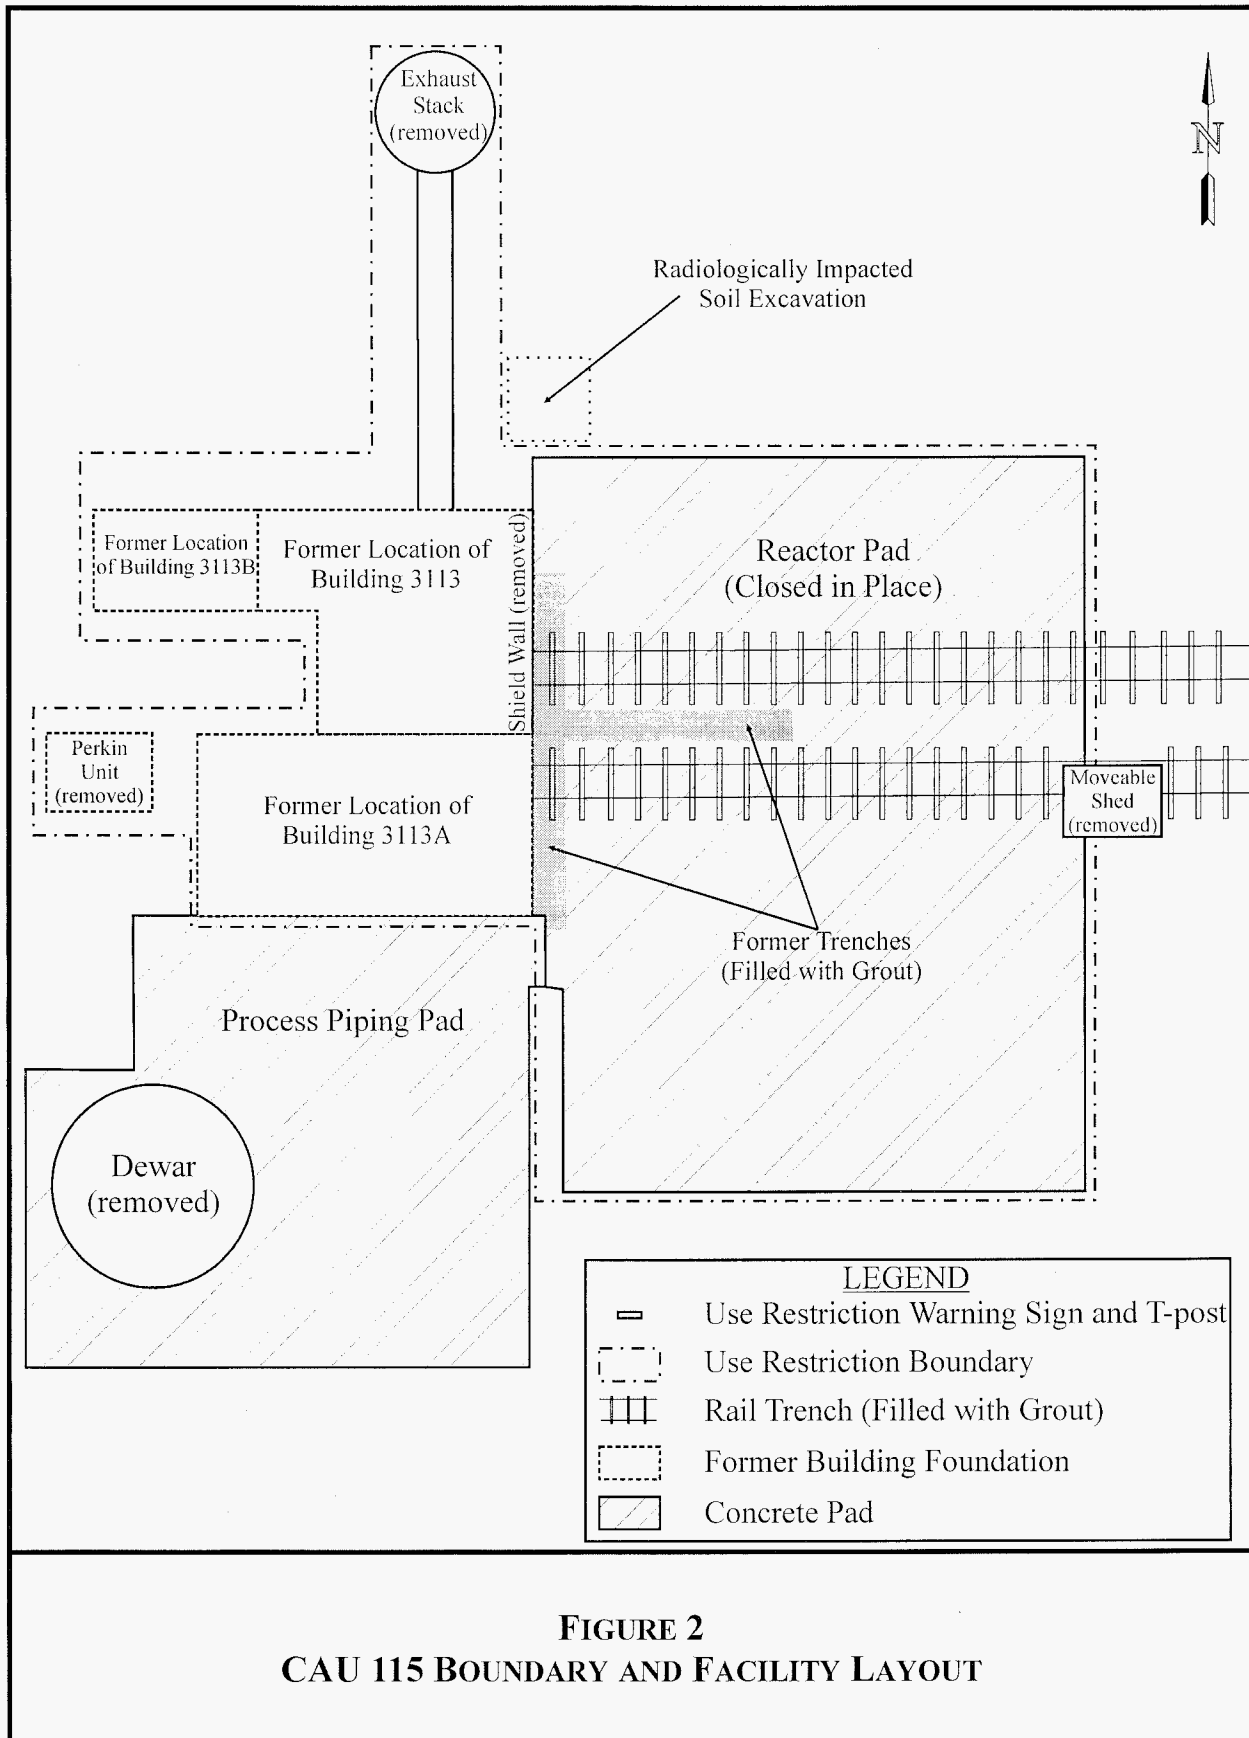 Exhaust
Stack
(removed)
N
Radiologically Impacted
Soil Excavation
Former Location
of Building 3113B
Former Location of
Building 3113
Shield Wall (removed)
Reactor Pad
(Closed in Place)
Perkin
Unit
(removed)
Former Location of
Building 3113A
Moveable
Shed
(removed)
Former Trenches
(Filled with Grout)
Process Piping Pad
Dewar
(removed)
LEGEND
Use Restriction Warning Sign and T-post
Use Restriction Boundary
Rail Trench (Filled with Grout)
Former Building Foundation
Concrete Pad
FIGURE 2
CAU 115 BOUNDARY AND FACILITY LAYOUT